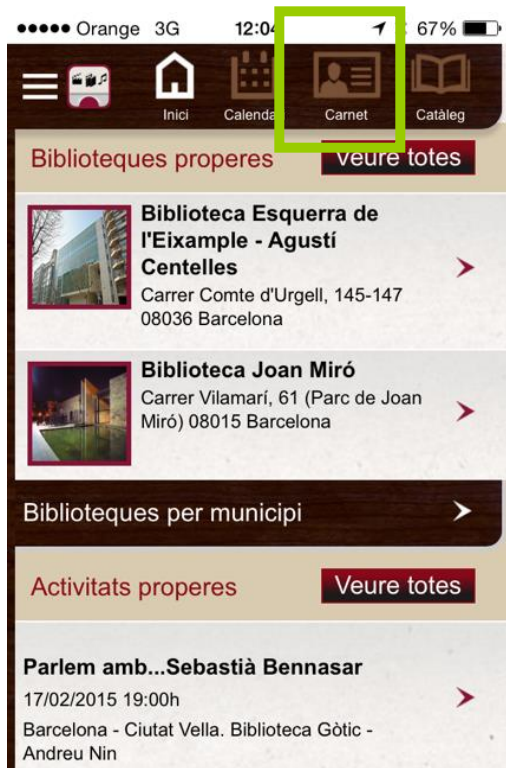 Orange 3G 12:04 67%
Inici Calenda Carnet Catàleg
Biblioteques properes Veure totes
Biblioteca Esquerra de
l'Eixample - Agustí
Centelles
Carrer Comte d'Urgell, 145-147
08036 Barcelona
Biblioteca Joan Miró
Carrer Vilamarí, 61 (Parc de Joan
Miró) 08015 Barcelona
Biblioteques per municipi
Activitats properes Veure totes
Parlem amb...Sebastià Bennasar
17/02/2015 19:00h
Barcelona - Ciutat Vella. Biblioteca Gòtic -
Andreu Nin